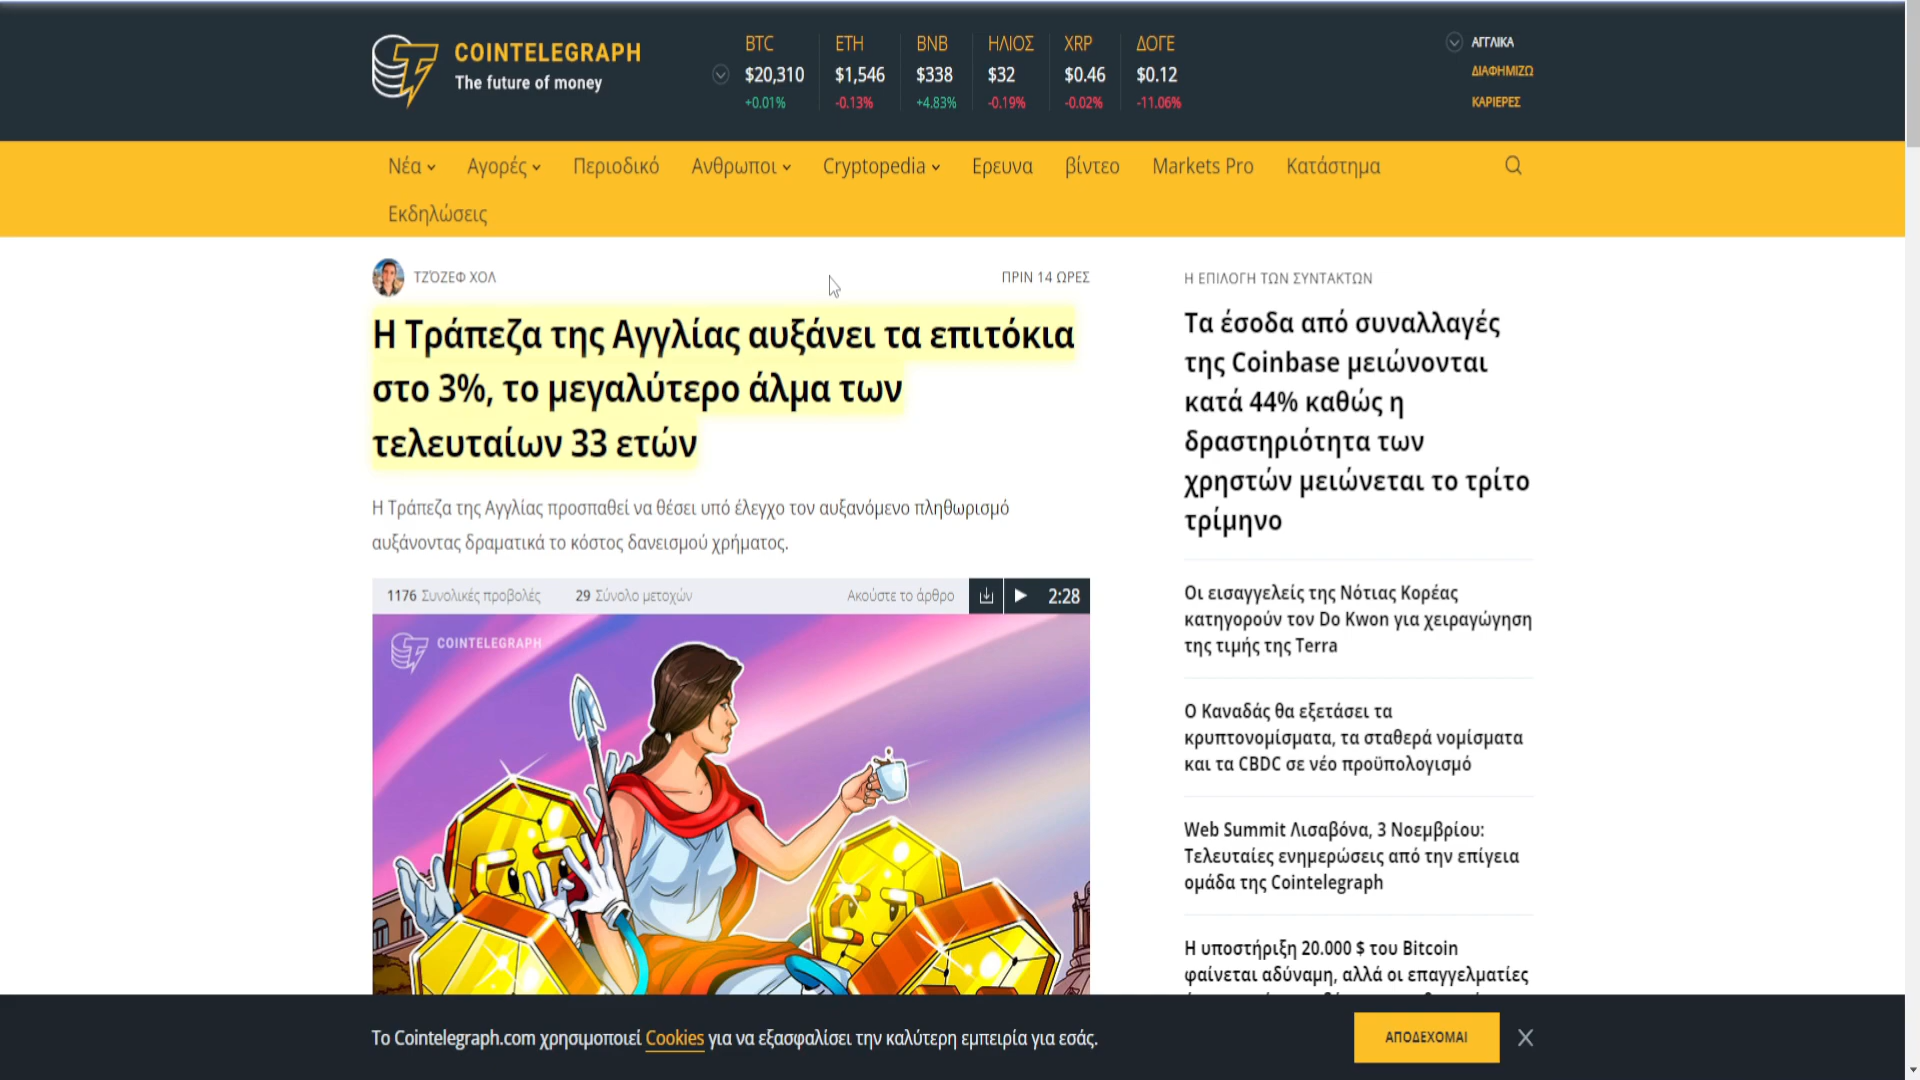 COINTELEGRAPH
The future of money
BTC
$20,310
+0.01%
ETH
$1,546
-0.13%
BNB
$338
+4.83%
ΗΛΙΟΣ
$32
-0.19%
XRP
$0.46
-0.02%
ΔΟΓΕ
$0.12
-11.06%
ΑΓΓΛΙΚΑ
ΔΙΑΦΗΜΙΖΩ
ΚΑΡΙΕΡΕΣ
Νέα Αγορές Περιοδικό Ανθρωποι Cryptopedia Ερευνα βίντεο Markets Pro Κατάστημα
Εκδηλώσεις
ΤΖΌΖΕΦ ΧΟΛ ΠΡΙΝ 14 ΩΡΕΣ
Η Τράπεζα της Αγγλίας αυξάνει τα επιτόκια
στο 3%, το μεγαλύτερο άλμα των
τελευταίων 33 ετών
Η Τράπεζα της Αγγλίας προσπαθεί να θέσει υπό έλεγχο τον αυξανόμενο πληθωρισμό
αυξάνοντας δραματικά το κόστος δανεισμού χρήματος.
1176 Συνολικές προβολές 29 Σύνολο μετοχών Ακούστε το άρθρο 2:28
COINTELEGRAPH
Η ΕΠΙΛΟΓΗ ΤΩΝ ΣΥΝΤΑΚΤΩΝ
Τα έσοδα από συναλλαγές
της Coinbase μειώνονται
κατά 44% καθώς η
δραστηριότητα των
χρηστών μειώνεται το τρίτο
τρίμηνο
Οι εισαγγελείς της Νότιας Κορέας
κατηγορούν τον Do Kwon για χειραγώγηση
της τιμής της Terra
Ο Καναδάς θα εξετάσει τα
κρυπτονομίσματα, τα σταθερά νομίσματα
και τα CBDC σε νέο προϋπολογισμό
Web Summit Λισαβόνα, 3 Νοεμβρίου:
Τελευταίες ενημερώσεις από την επίγεια
ομάδα της Cointelegraph
Η υποστήριξη 20.000 $ του Bitcoin
φαίνεται αδύναμη, αλλά οι επαγγελματίες
Το Cointelegraph.com χρησιμοποιεί Cookies για να εξασφαλίσει την καλύτερη εμπειρία για εσάς.
ΑΠΟΔΕΧΟΜΑΙ